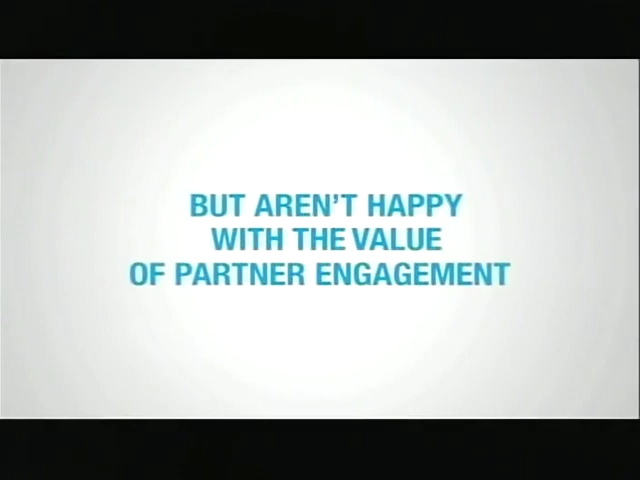 BUT AREN'T HAPPY
WITH THE VALUE
OF PARTNER ENGAGEMENT